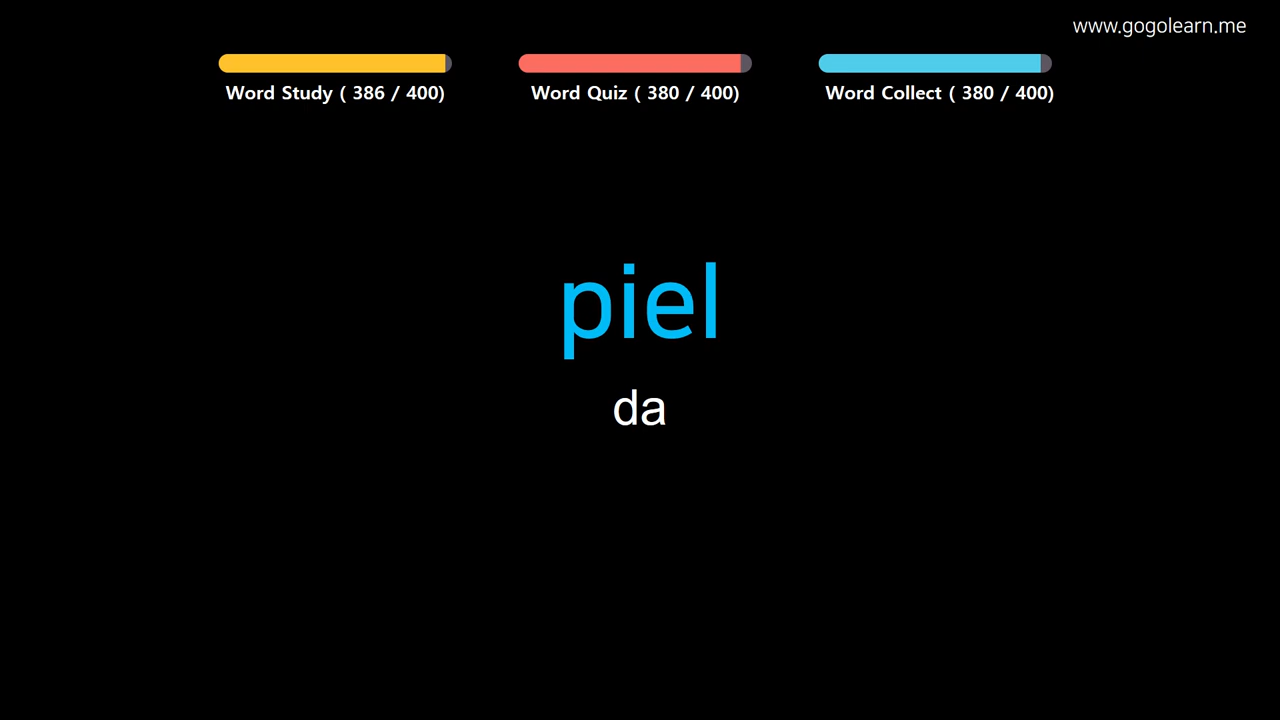 www.gogolearn.me
Word Study ( 386 / 400)
Word Quiz ( 380 / 400)
Word Collect ( 380 / 400)
piel
da